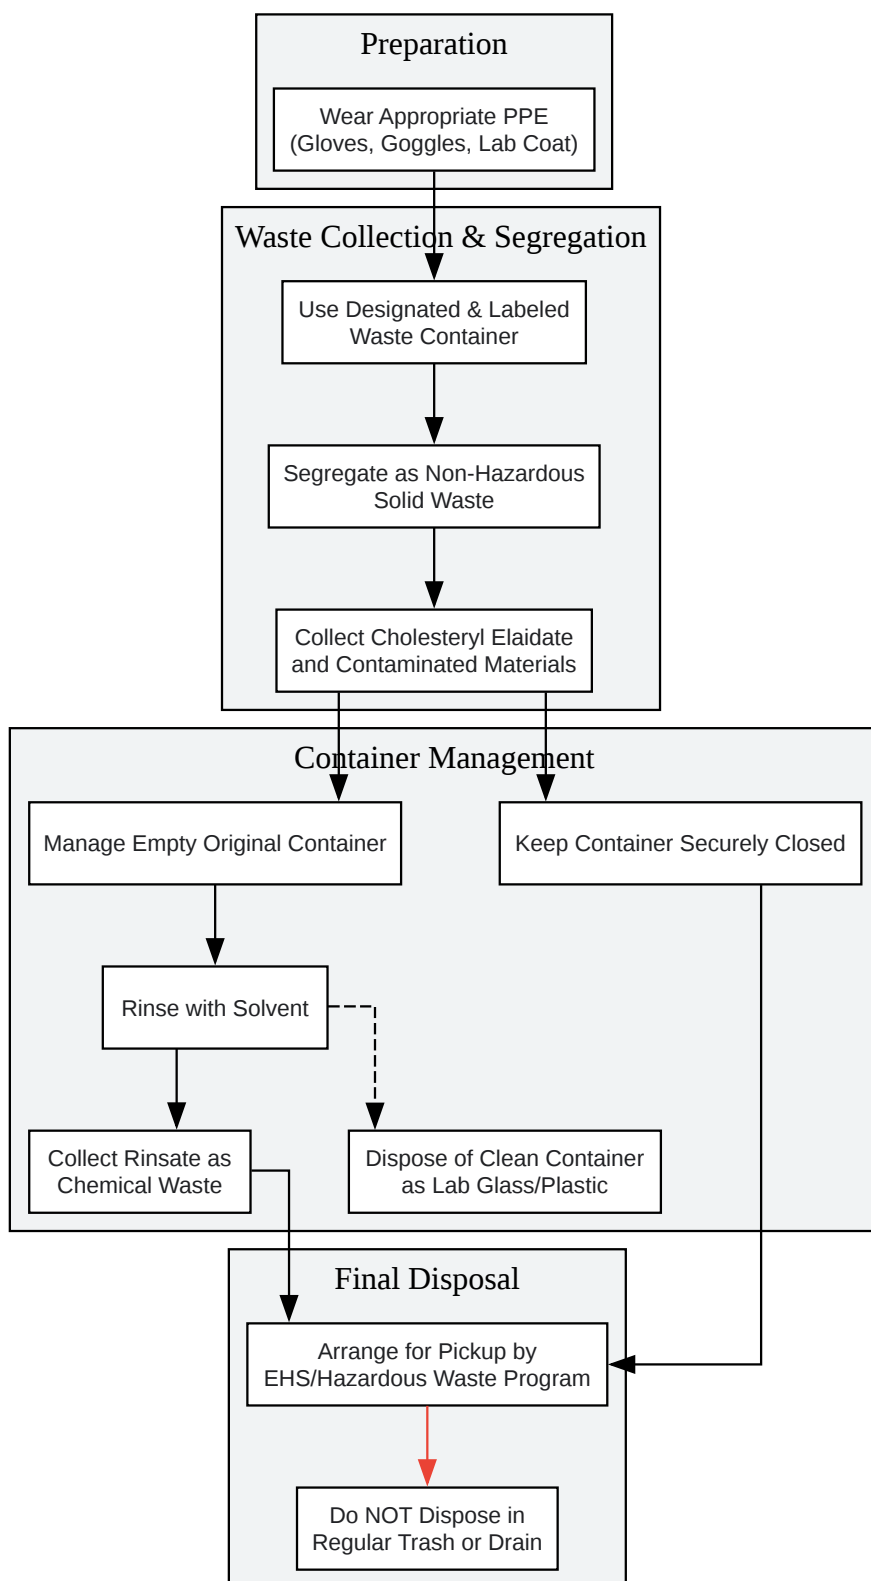 Preparation
Wear Appropriate PPE
(Gloves, Goggles, Lab Coat)
Waste Collection & Segregation
Use Designated & Labeled
Waste Container
Segregate as Non-Hazardous
Solid Waste
Collect Cholesteryl Elaidate
and Contaminated Materials
Container Management
Manage Empty Original Container
Keep Container Securely Closed
Rinse with Solvent
Collect Rinsate as
Chemical Waste
Dispose of Clean Container
as Lab Glass/Plastic
Final Disposal
Arrange for Pickup by
EHS/Hazardous Waste Program
Do NOT Dispose in
Regular Trash or Drain